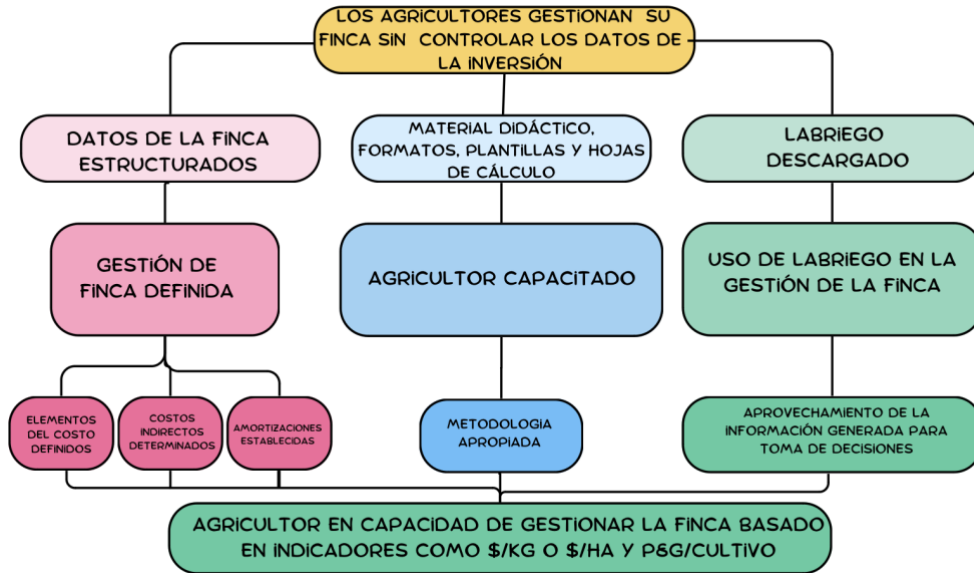 LOS AGRICULTORES GESTIONAN SU
FINCA SIN CONTROLAR LOS DATOS DE
LA INVERSIÓN
DATOS DE LA FINCA
ESTRUCTURADOS
MATERIAL DIDÁCTICO,
FORMATOS, PLANTILLAS Y HOJAS
DE CÁLCULO
LABRIEGO
DESCARGADO
GESTIÓN DE
FINCA DEFINIDA
AGRICULTOR CAPACITADO
USO DE LABRIEGO EN LA
GESTIÓN DE LA FINCA
ELEMENTOS
DEL COSTO
DEFINIDOS
COSTOS
INDIRECTOS
DETERMINADOS
AMORTIZACIONES
ESTABLECIDAS
METODOLOGIA
APROPIADA
APROVECHAMIENTO DE LA
INFORMACIÓN GENERADA PARA
TOMA DE DECISIONES
AGRICULTOR EN CAPACIDAD DE GESTIONAR LA FINCA BASADO
EN INDICADORES COMO $/KG O $/HA Y P&G/CULTIVO